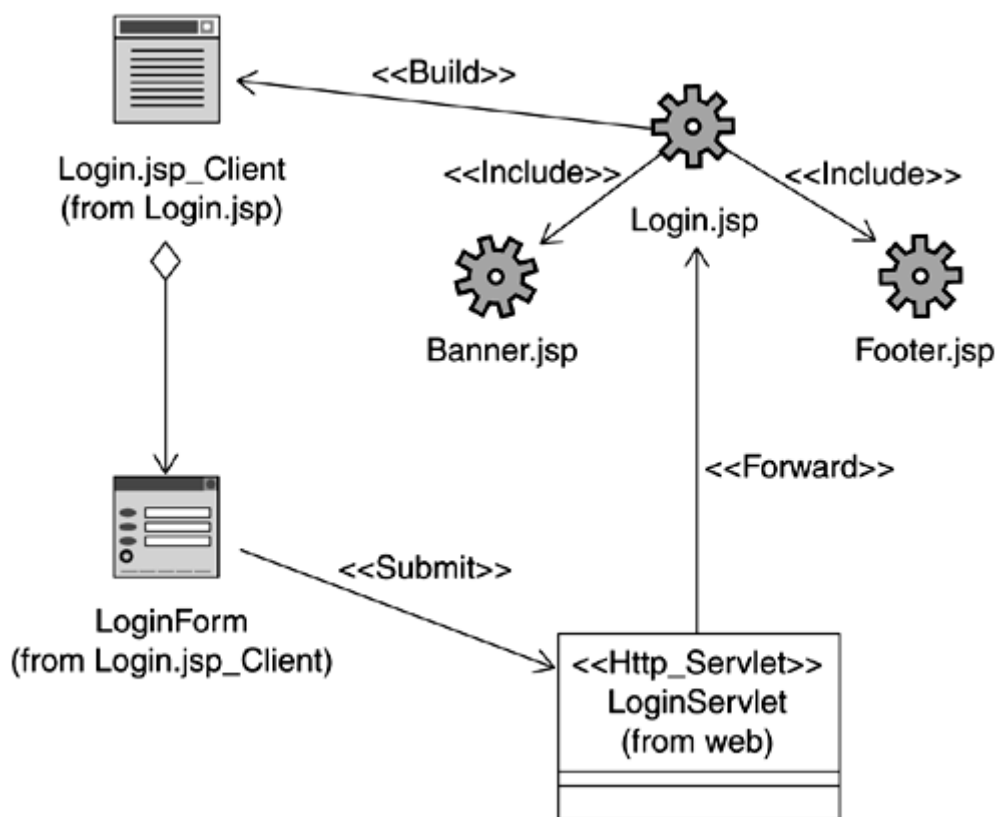 <<Build>>
Login.jsp_Client
(from Login.jsp)
<<Include>>
<<Include>>
Login.jsp
Banner.jsp
Footer.jsp
<<Forward>>
<<Submit>>
LoginForm
(from Login.jsp_Client)
<<Http_Servlet>>
LoginServlet
(from web)